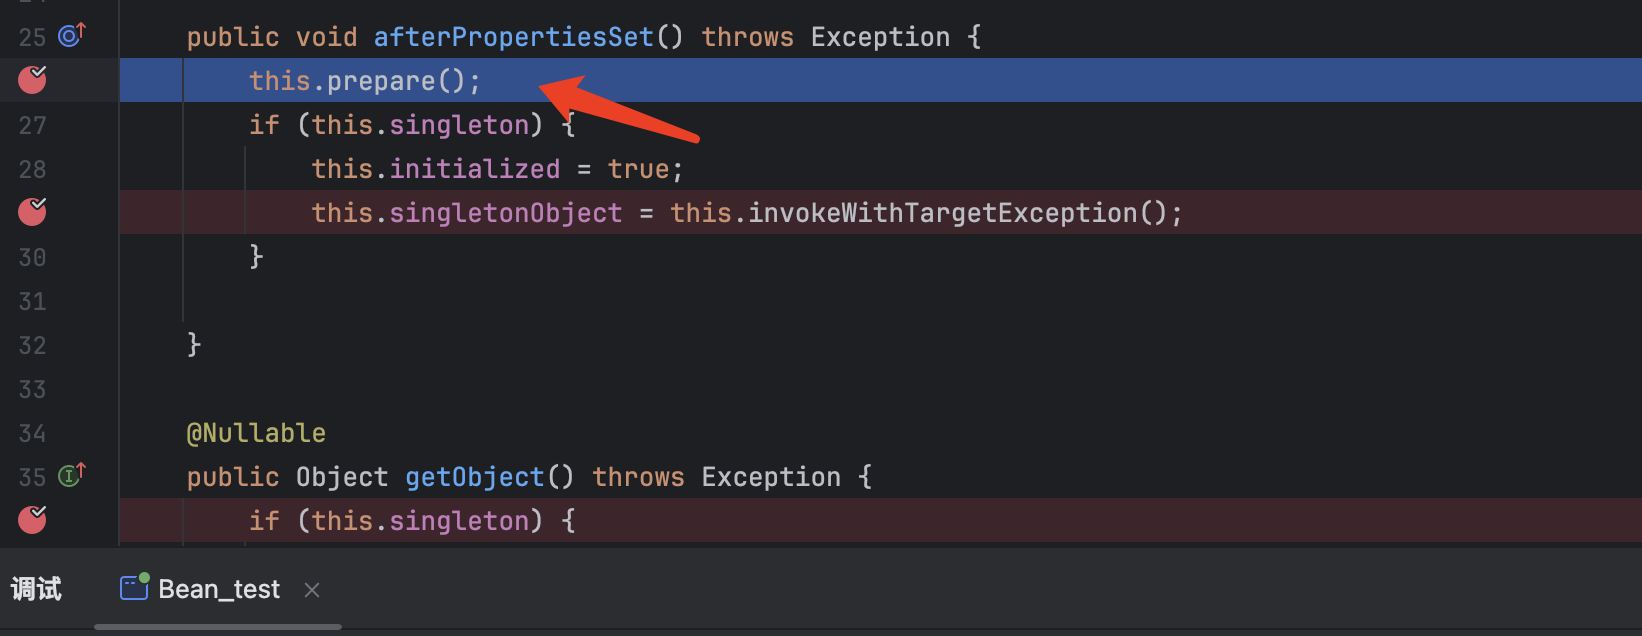 25 public void afterPropertiesSet() throws Exception {
this.prepare();
27 if (this.singleton) {
28 this.initialized = true;
this.singletonObject = this.invokeWithTargetException();
30 }
31
32 }
33
34 @Nullable
35 public Object getObject() throws Exception {
if (this.singleton) {
调试 Bean_test